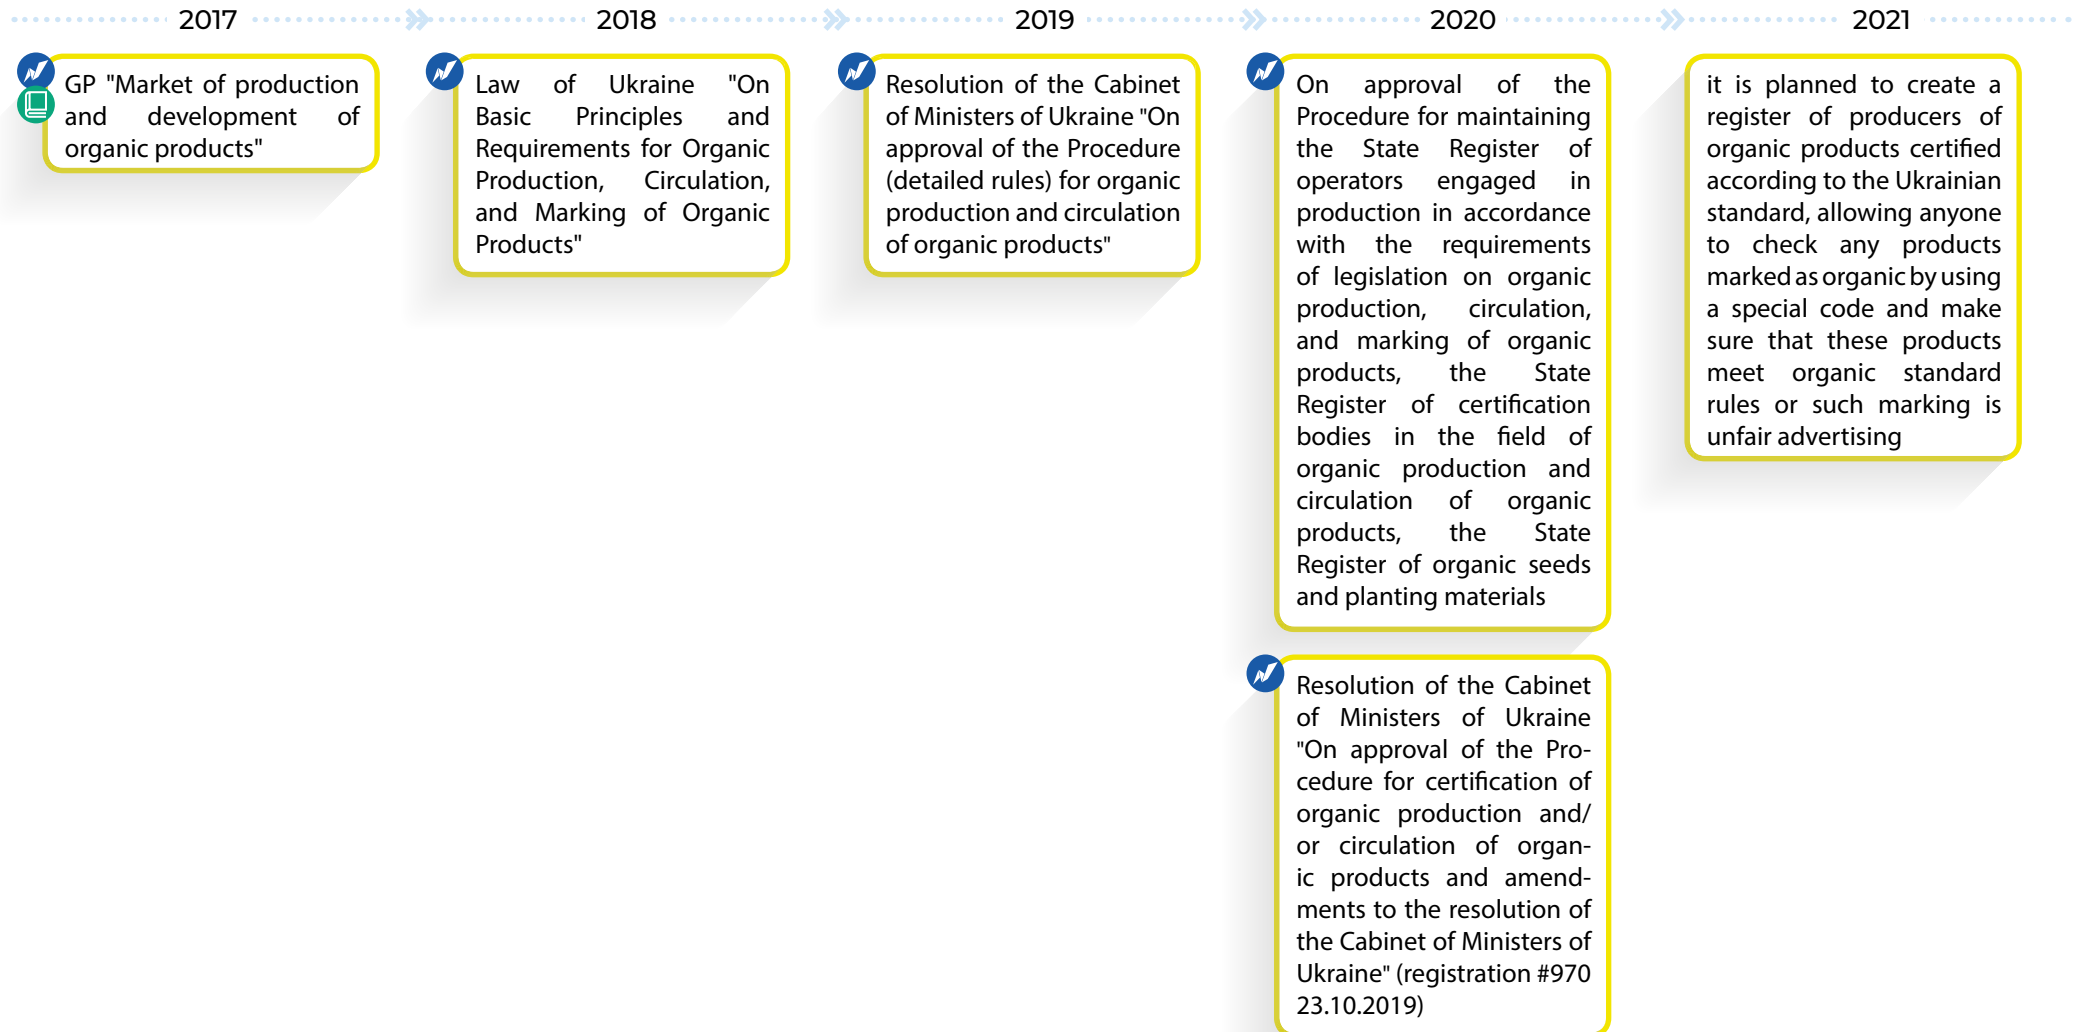 2017
2018
2019
2020
2021
GP "Market of production
and development of
organic products"
Law of Ukraine "On
Basic Principles and
Requirements for Organic
Production, Circulation,
and Marking of Organic
Products"
Resolution of the Cabinet
of Ministers of Ukraine "On
approval of the Procedure
(detailed rules) for organic
production and circulation
of organic products"
On approval of the
Procedure for maintaining
the State Register of
operators engaged in
production in accordance
with the requirements
of legislation on organic
production, circulation,
and marking of organic
products, the State
Register of certification
bodies in the field of
organic production and
circulation of organic
products, the State
Register of organic seeds
and planting materials
Resolution of the Cabinet
of Ministers of Ukraine
"On approval of the Pro-
cedure for certification of
organic production and/
or circulation of organ-
ic products and amend-
ments to the resolution of
the Cabinet of Ministers of
Ukraine" (registration #970
23.10.2019)
it is planned to create a
register of producers of
organic products certified
according to the Ukrainian
standard, allowing anyone
to check any products
marked as organic by using
a special code and make
sure that these products
meet organic standard
rules or such marking is
unfair advertising